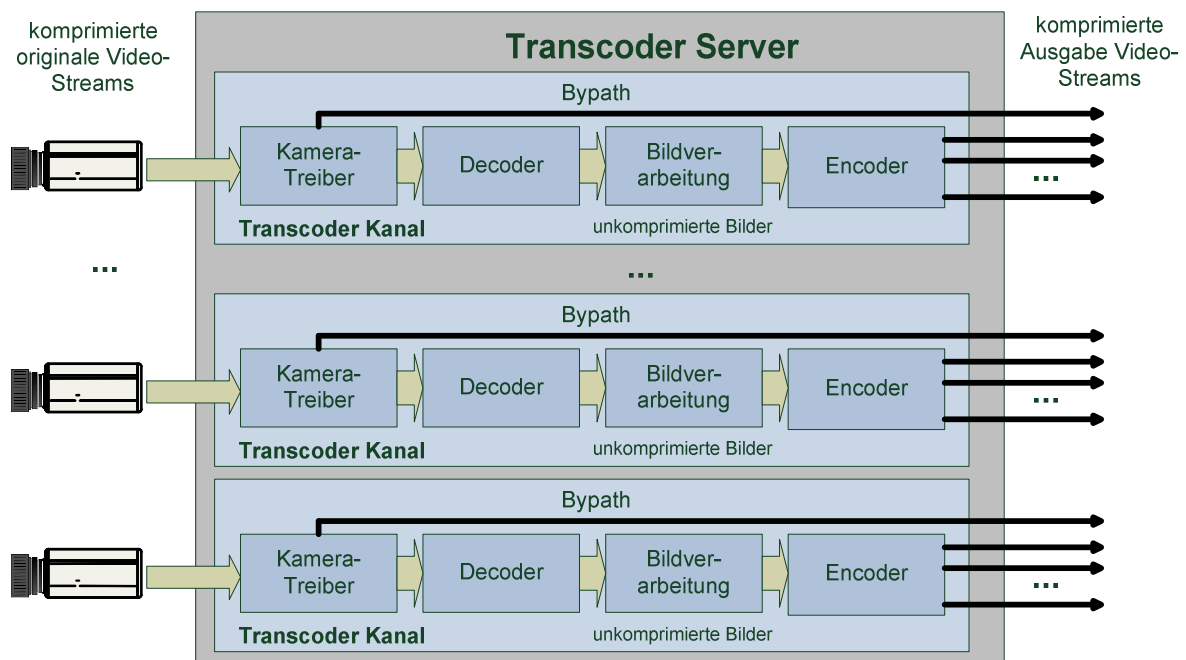 komprimierte
originale Video-
Streams
Transcoder Server
komprimierte
Ausgabe Video-
Streams
Bypath
Kamera-
Treiber
Decoder
Bildver-
arbeitung
Encoder
...
Transcoder Kanal
unkomprimierte Bilder
...
...
Bypath
Kamera-
Treiber
Decoder
Bildver-
arbeitung
Encoder
...
Transcoder Kanal
unkomprimierte Bilder
Bypath
Kamera-
Treiber
Decoder
Bildver-
arbeitung
Encoder
...
Transcoder Kanal
unkomprimierte Bilder